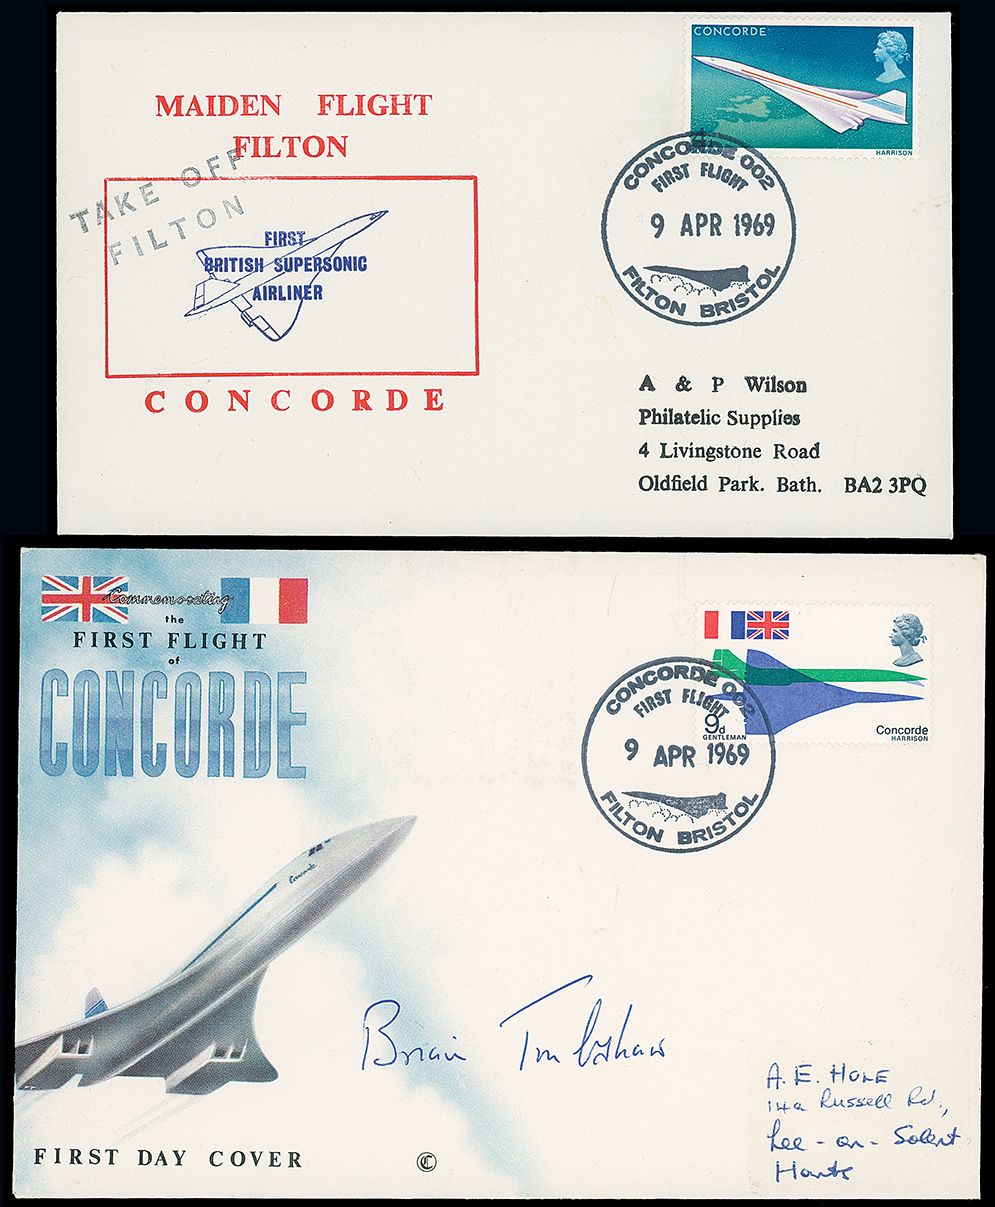 CONCORDE
HARRISON
4d
MAIDEN FLIGHT
FILTON
TAKE OFF
FILTON
FIRST
BRITISH SUPERSONIC
AIRLINER
CONCORDE
CONCORDE 002
FIRST FLIGHT
9 APR 1969
FILTON BRISTOL
A & P Wilson
Philatelic Supplies
4 Livingstone Road
Oldfield Park. Bath. BA2 3PQ
Commemorating
the
FIRST FLIGHT
of
CONCORDE
Concorde
FIRST DAY COVER
C
9d
GENTLEMAN
Concorde
HARRISON
CONCORDE 002
FIRST FLIGHT
9 APR 1969
FILTON BRISTOL
Brian Trubshaw
A. E. HOLE
14a Russell Rd.,
Lee-on-Solent
Hants